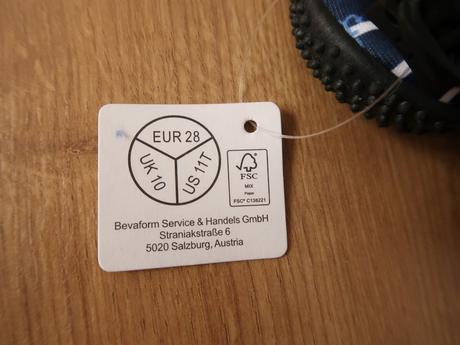 EUR 28
UK 10
US 11T
FSC
MIX
Paper
FSC® C138221
Bevaform Service & Handels GmbH
Straniakstraße 6
5020 Salzburg, Austria